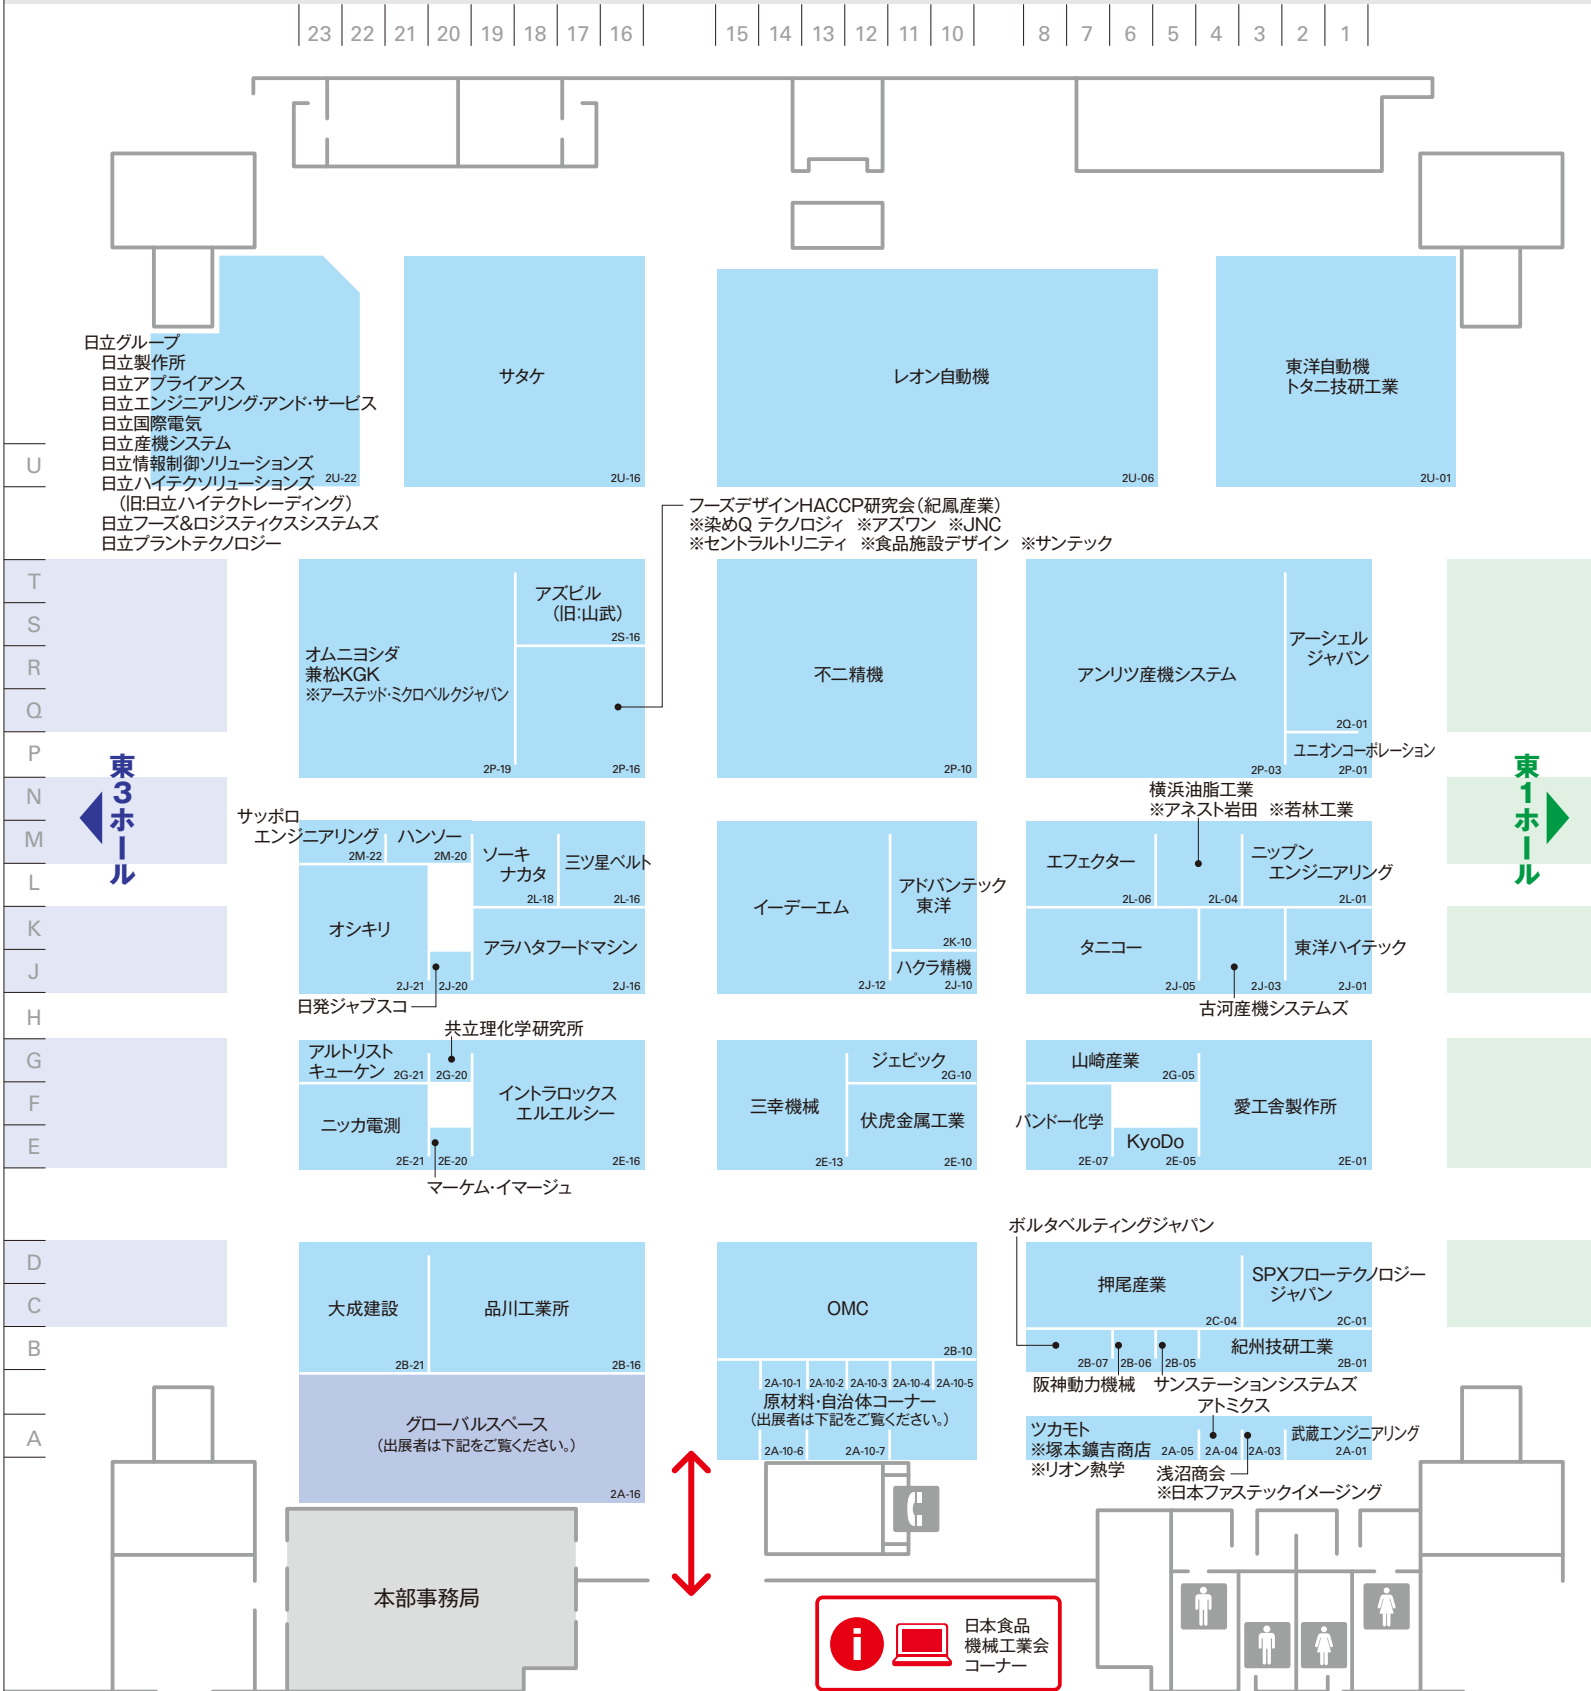 23 22 21 20 19 18 17 16 15 14 13 12 11 10 8 7 6 5 4 3 2 1
日立グループ
日立製作所
日立アプライアンス
日立エンジニアリング・アンド・サービス
日立国際電気
日立産機システム
日立情報制御ソリューションズ
日立ハイテクソリューションズ
(旧:日立ハイテクトレーディング)
日立フーズ&ロジスティクスシステムズ
日立プラントテクノロジー
2U-22
サタケ
2U-16
レオン自動機
2U-06
東洋自動機
トタニ技研工業
2U-01
U
フーズデザインHACCP研究会(紀鳳産業)
※染めQ テクノロジィ ※アズワン ※JNC
※セントラルトリニティ ※食品施設デザイン ※サンテック
T
S
R
Q
P
N
M
L
K
J
H
G
F
E
D
C
B
A
東3ホール
東1ホール
オムニヨシダ
兼松KGK
※アーステッド・ミクロベルクジャパン
2P-19
アズビル
(旧:山武)
2S-16
2P-16
不二精機
2P-10
アンリツ産機システム
2P-03
アーシェル
ジャパン
2Q-01
ユニオンコーポレーション
2P-01
サッポロ
エンジニアリング
2M-22
ハンソー
2M-20
ソーキ
ナカタ
2L-18
三ツ星ベルト
2L-16
オシキリ
2J-21
2J-20
日発ジャブスコ
アラハタフードマシン
2J-16
イーデーエム
2J-12
アドバンテック
東洋
2K-10
ハクラ精機
2J-10
横浜油脂工業
※アネスト岩田 ※若林工業
エフェクター
2L-06
2L-04
ニップン
エンジニアリング
2L-01
タニコー
2J-05
2J-03
古河産機システムズ
東洋ハイテック
2J-01
共立理化学研究所
アルトリスト
キューケン
2G-21
2G-20
イントラロックス
エルエルシー
2E-16
ニッカ電測
2E-21
2E-20
マーケム・イマージュ
三幸機械
2E-13
ジェピック
2G-10
伏虎金属工業
2E-10
山崎産業
2G-05
バンドー化学
2E-07
KyoDo
2E-05
愛工舎製作所
2E-01
大成建設
2B-21
品川工業所
2B-16
OMC
2B-10
ボルタベルティングジャパン
押尾産業
2C-04
SPXフローテクノロジー
ジャパン
2C-01
2B-07
2B-06
2B-05
紀州技研工業
2B-01
阪神動力機械
サンステーションシステムズ
グローバルスペース
(出展者は下記をご覧ください。)
2A-16
2A-10-1 2A-10-2 2A-10-3 2A-10-4 2A-10-5
原材料・自治体コーナー
(出展者は下記をご覧ください。)
2A-10-6 2A-10-7
アトミクス
ツカモト
※塚本鑛吉商店
※リオン熱学
2A-05
2A-04
2A-03
武蔵エンジニアリング
2A-01
浅沼商会
※日本ファステックイメージング
本部事務局
i
日本食品
機械工業会
コーナー